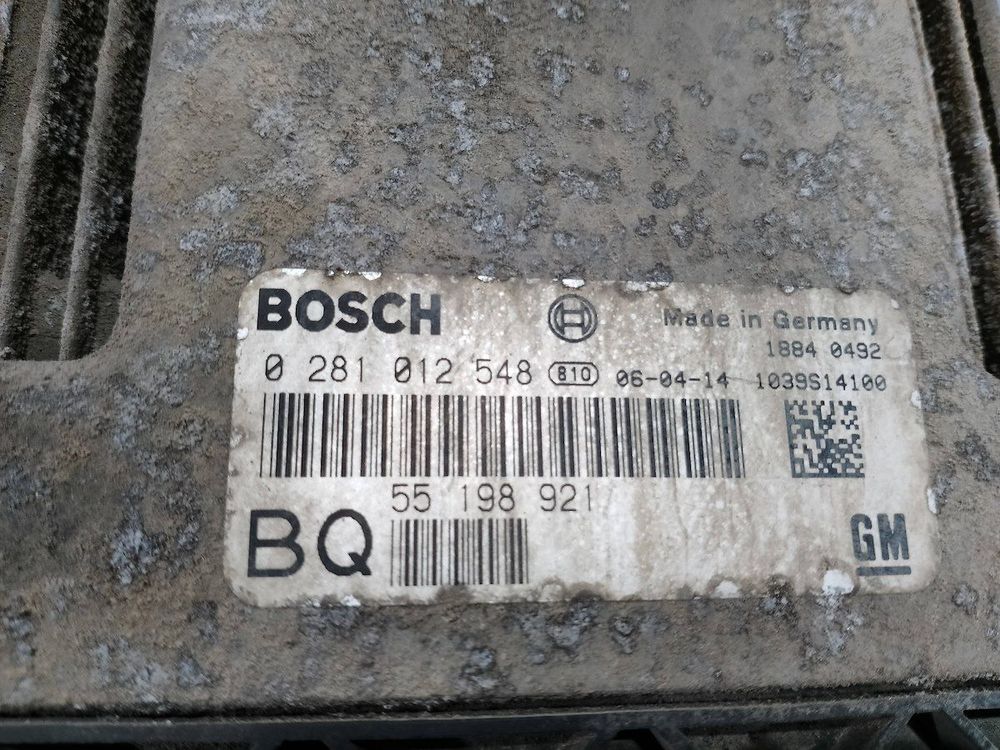 BOSCH
Made in Germany
1884 0492
0 281 012 548 810 06-04-14 1039S14100
55 198 921
BQ
GM